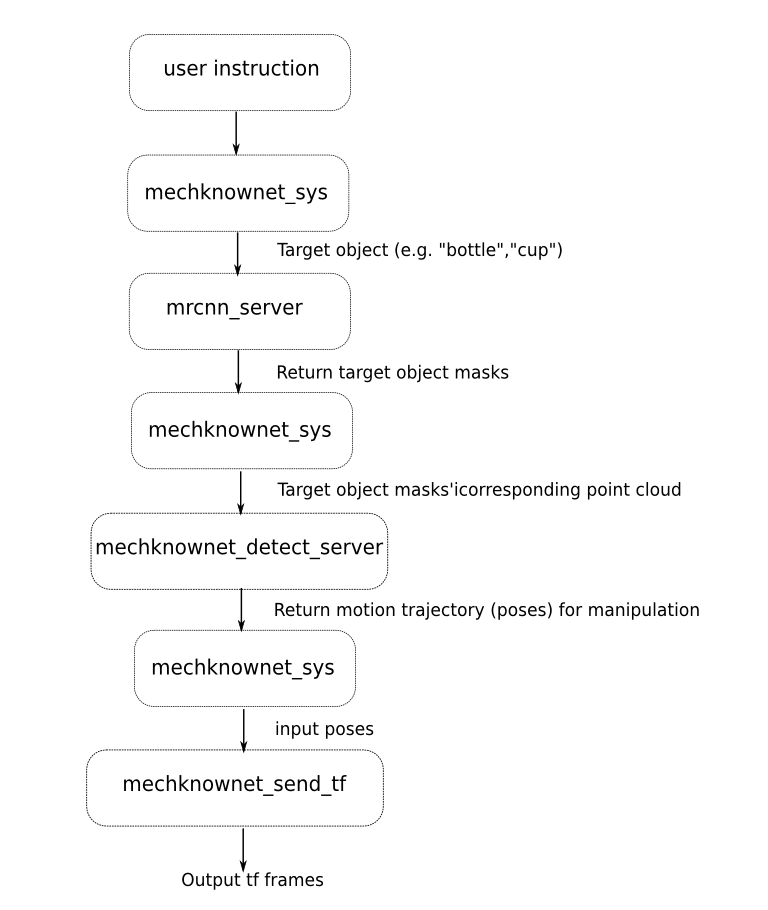 user instruction
mechknownet_sys
Target object (e.g. "bottle","cup")
mrcnn_server
Return target object masks
mechknownet_sys
Target object masks'icorresponding point cloud
mechknownet_detect_server
Return motion trajectory (poses) for manipulation
mechknownet_sys
input poses
mechknownet_send_tf
Output tf frames